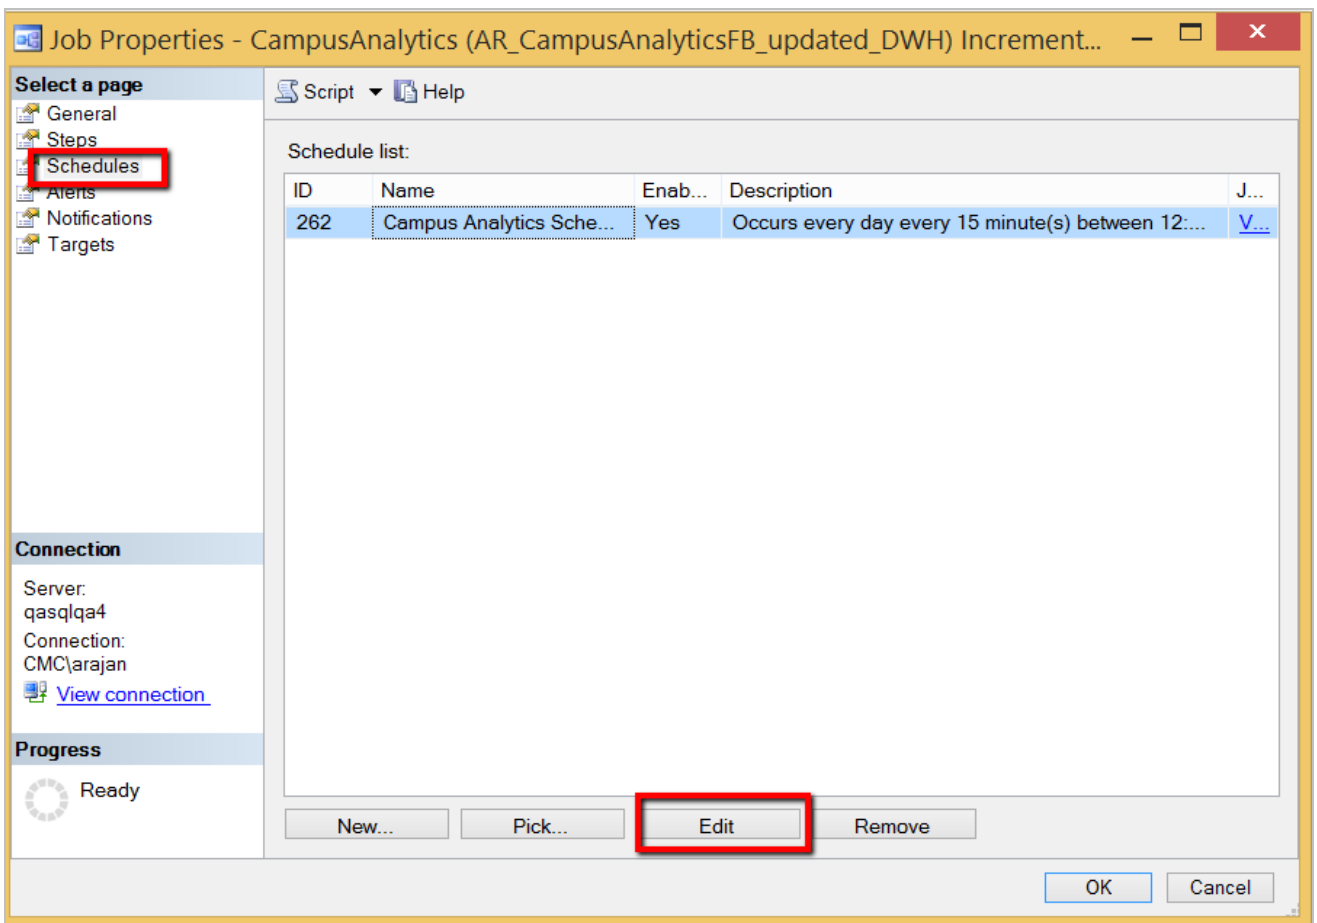 Job Properties - CampusAnalytics (AR_CampusAnalyticsFB_updated_DWH) Increment...
Select a page
General
Steps
Schedules
Alerts
Notifications
Targets
Script Help
Schedule list:
ID Name Enab... Description J...
262 Campus Analytics Sche... Yes Occurs every day every 15 minute(s) between 12:... V...
Connection
Server:
qasqlqa4
Connection:
CMC\arajan
View connection
Progress
Ready
New... Pick... Edit Remove
OK Cancel